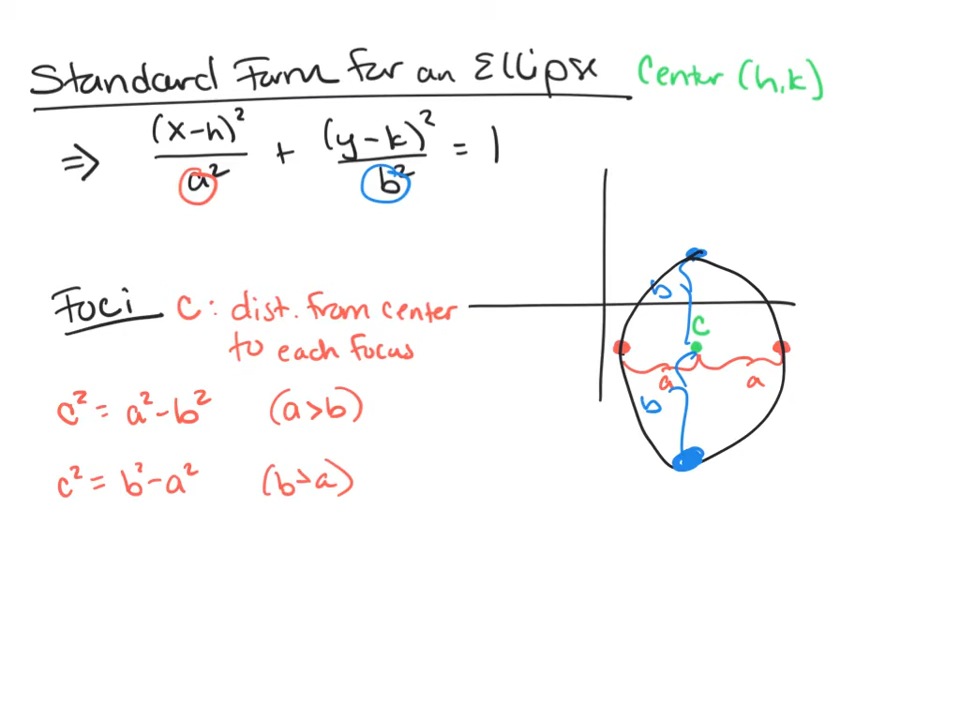 Standard Form for an Ellipse Center (h,k)
⇒ (x-h)²/a² + (y-k)²/b² = 1
Foci C: dist. from center
to each focus
c² = a² - b² (a > b)
c² = b² - a² (b > a)
b
C
a
a
b